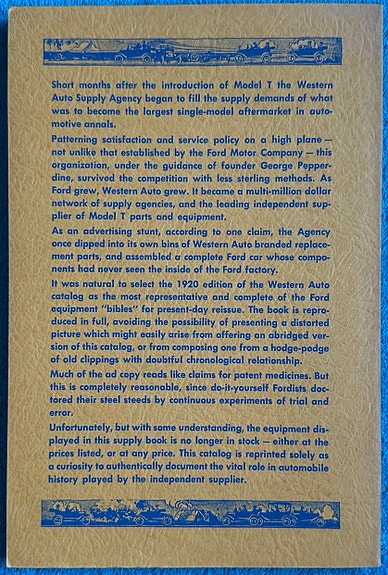 Short months after the introduction of Model T the Western
Auto Supply Agency began to fill the supply demands of what
was to become the largest single-model aftermarket in auto-
motive annals.
Patterning satisfaction and service policy on a high plane —
not unlike that established by the Ford Motor Company — this
organization, under the guidance of founder George Pepper-
dine, survived the competition with less sterling methods. As
Ford grew, Western Auto grew. It became a multi-million dollar
network of supply agencies, and the leading independent sup-
plier of Model T parts and equipment.
As an advertising stunt, according to one claim, the Agency
once dipped into its own bins of Western Auto branded replace-
ment parts, and assembled a complete Ford car whose compo-
nents had never seen the inside of the Ford factory.
It was natural to select the 1920 edition of the Western Auto
catalog as the most representative and complete of the Ford
equipment "bibles" for present-day reissue. The book is repro-
duced in full, avoiding the possibility of presenting a distorted
picture which might easily arise from offering an abridged ver-
sion of this catalog, or from composing one from a hodge-podge
of old clippings with doubtful chronological relationship.
Much of the ad copy reads like claims for patent medicines. But
this is completely reasonable, since do-it-yourself Fordists doc-
tored their steel steeds by continuous experiments of trial and
error.
Unfortunately, but with some understanding, the equipment dis-
played in this supply book is no longer in stock — either at the
prices listed, or at any price. This catalog is reprinted solely as
a curiosity to authentically document the vital role in automobile
history played by the independent supplier.